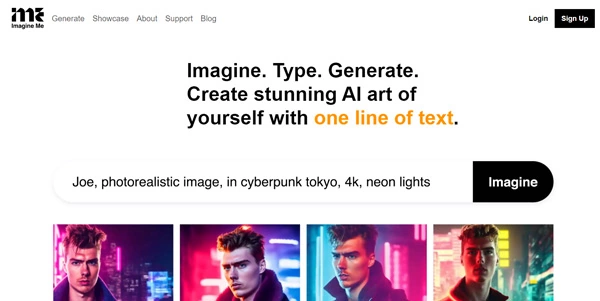 Imagine Me
Generate Showcase About Support Blog
Login Sign Up
Imagine. Type. Generate.
Create stunning AI art of
yourself with one line of text.
Joe, photorealistic image, in cyberpunk tokyo, 4k, neon lights
Imagine